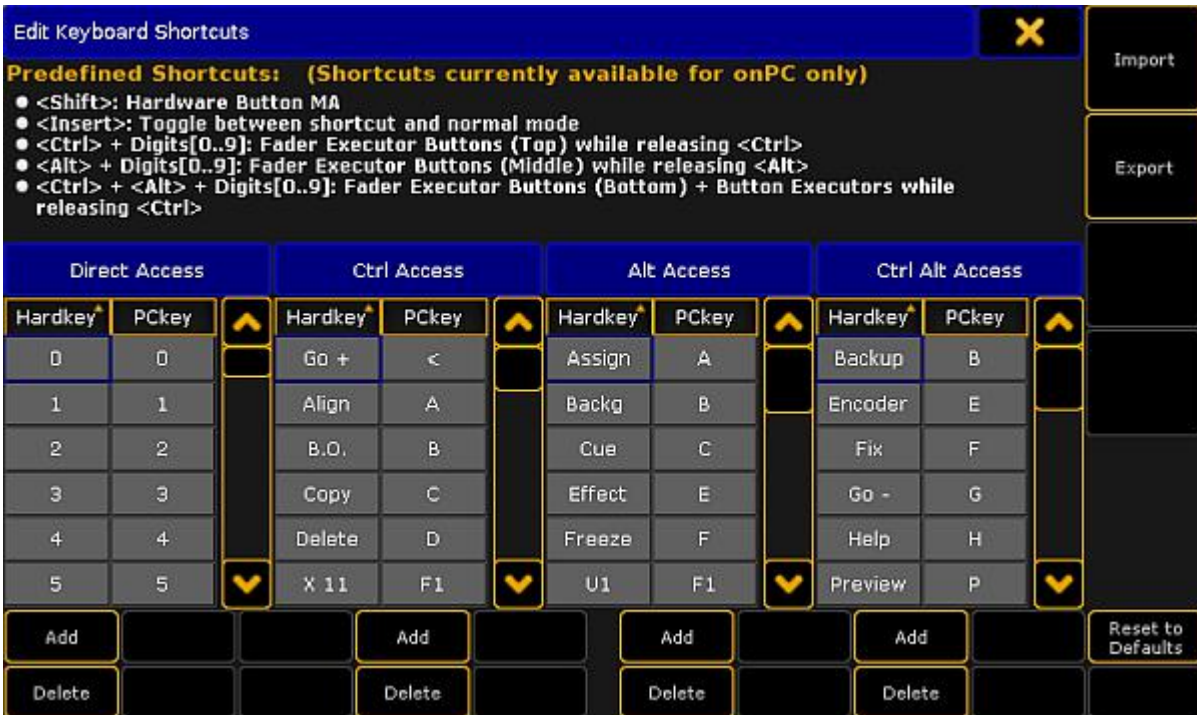 Edit Keyboard Shortcuts
Import
Predefined Shortcuts: (Shortcuts currently available for onPC only)
● <Shift>: Hardware Button MA
● <Insert>: Toggle between shortcut and normal mode
● <Ctrl> + Digits[0..9]: Fader Executor Buttons (Top) while releasing <Ctrl>
● <Alt> + Digits[0..9]: Fader Executor Buttons (Middle) while releasing <Alt>
● <Ctrl> + <Alt> + Digits[0..9]: Fader Executor Buttons (Bottom) + Button Executors while
releasing <Ctrl>
Export
Direct Access Ctrl Access Alt Access Ctrl Alt Access
Hardkey PCkey Hardkey PCkey Hardkey PCkey Hardkey PCkey
0 0 Go + < Assign A Backup B
1 1 Align A Backg B Encoder E
2 2 B.O. B Cue C Fix F
3 3 Copy C Effect E Go - G
4 4 Delete D Freeze F Help H
5 5 X 11 F1 U1 F1 Preview P
Add Add Add Add Reset to
Defaults
Delete Delete Delete Delete